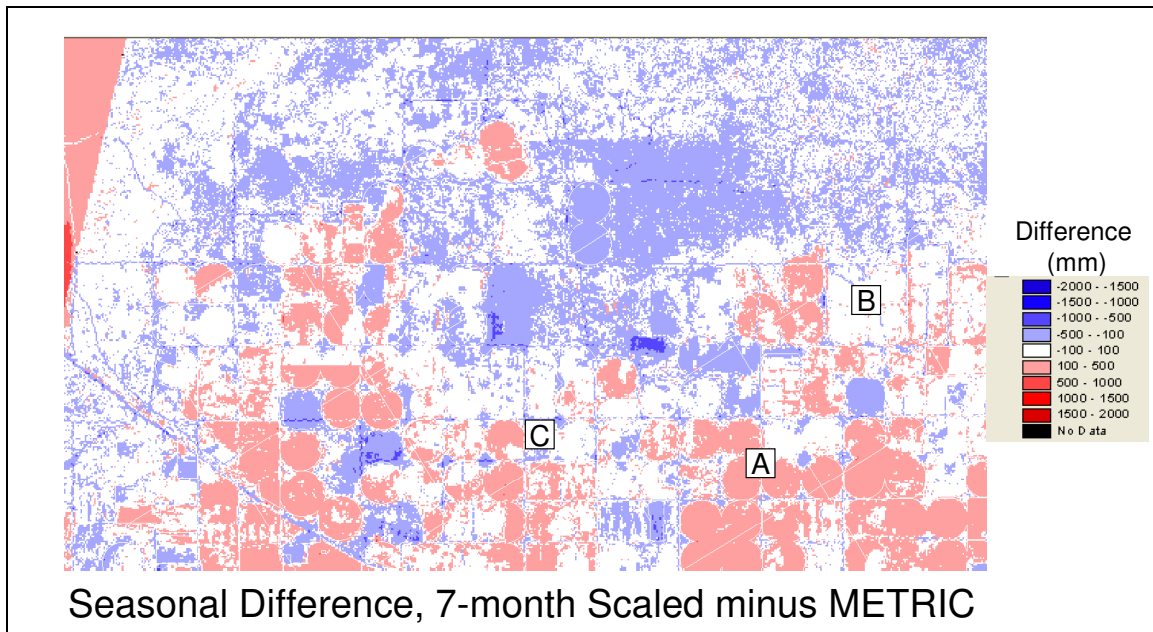 Difference
(mm)
-2000 - -1500
-1500 - -1000
-1000 - -500
-500 - -100
-100 - 100
100 - 500
500 - 1000
1000 - 1500
1500 - 2000
No Data
B
C
A
Seasonal Difference, 7-month Scaled minus METRIC